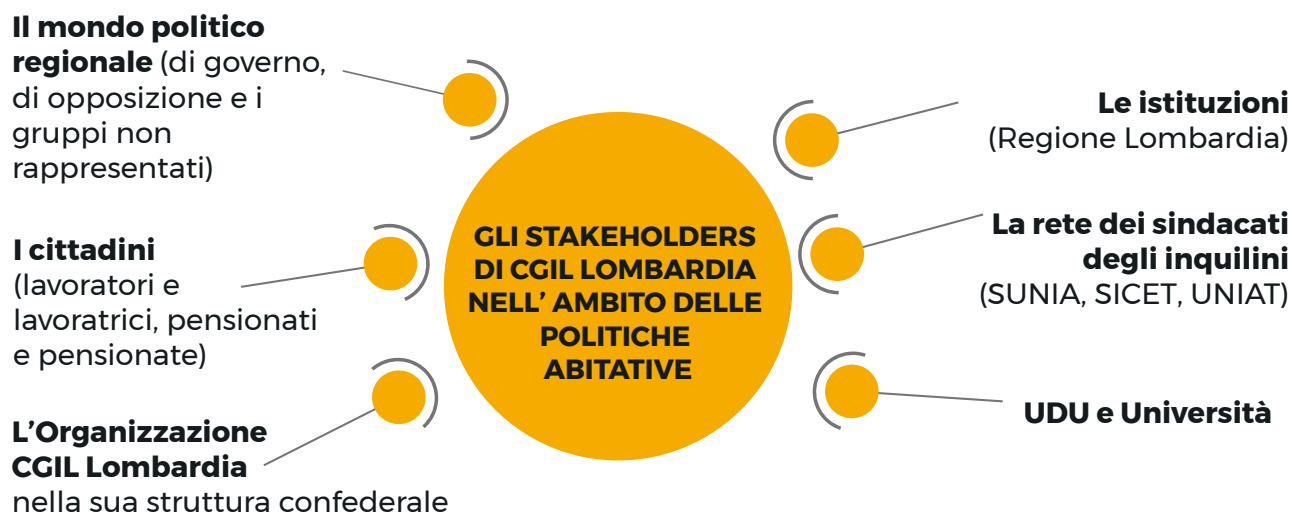 Il mondo politico
regionale (di governo,
di opposizione e i
gruppi non
rappresentati)
I cittadini
(lavoratori e
lavoratrici, pensionati
e pensionate)
L’Organizzazione
CGIL Lombardia
nella sua struttura confederale
GLI STAKEHOLDERS
DI CGIL LOMBARDIA
NELL’ AMBITO DELLE
POLITICHE
ABITATIVE
Le istituzioni
(Regione Lombardia)
La rete dei sindacati
degli inquilini
(SUNIA, SICET, UNIAT)
UDU e Università